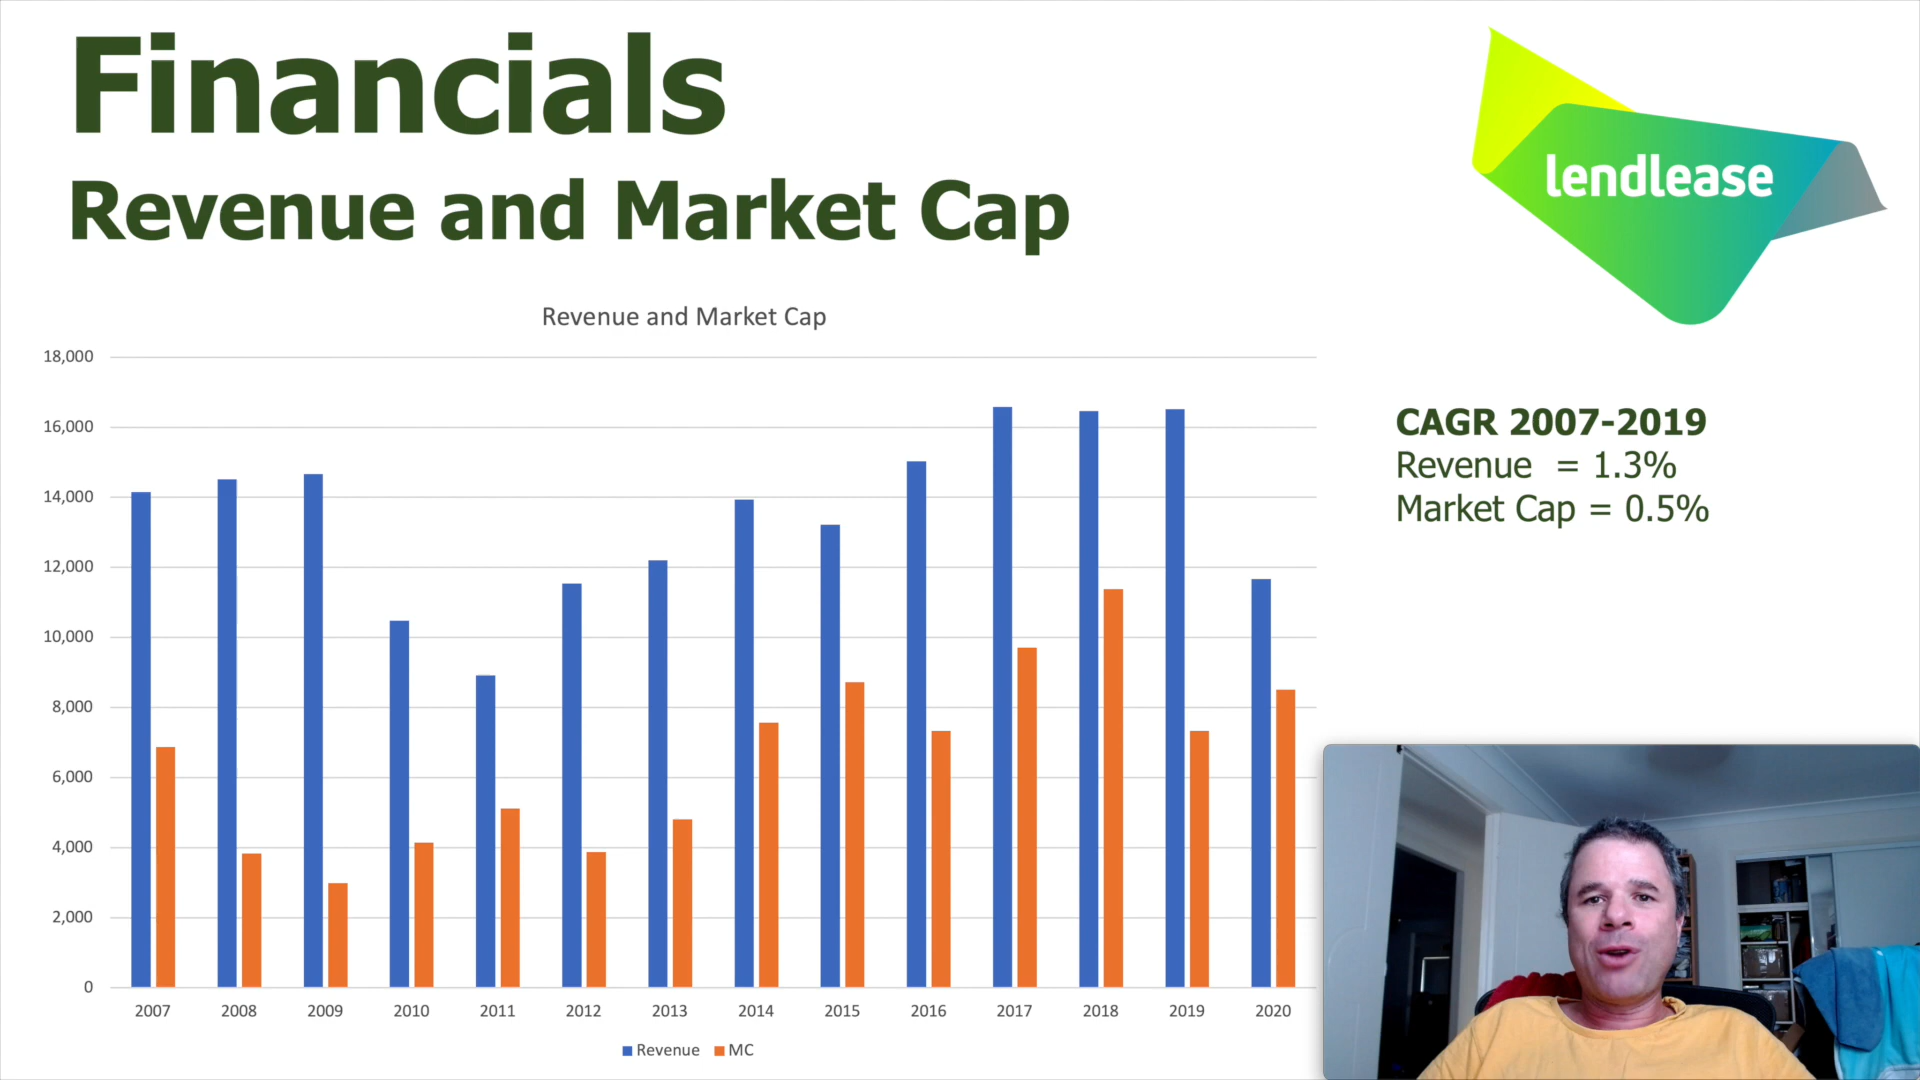 Financials
Revenue and Market Cap
lendlease
Revenue and Market Cap
18,000
16,000
14,000
12,000
10,000
8,000
6,000
4,000
2,000
0
2007 2008 2009 2010 2011 2012 2013 2014 2015 2016 2017 2018 2019 2020
Revenue MC
CAGR 2007-2019
Revenue = 1.3%
Market Cap = 0.5%